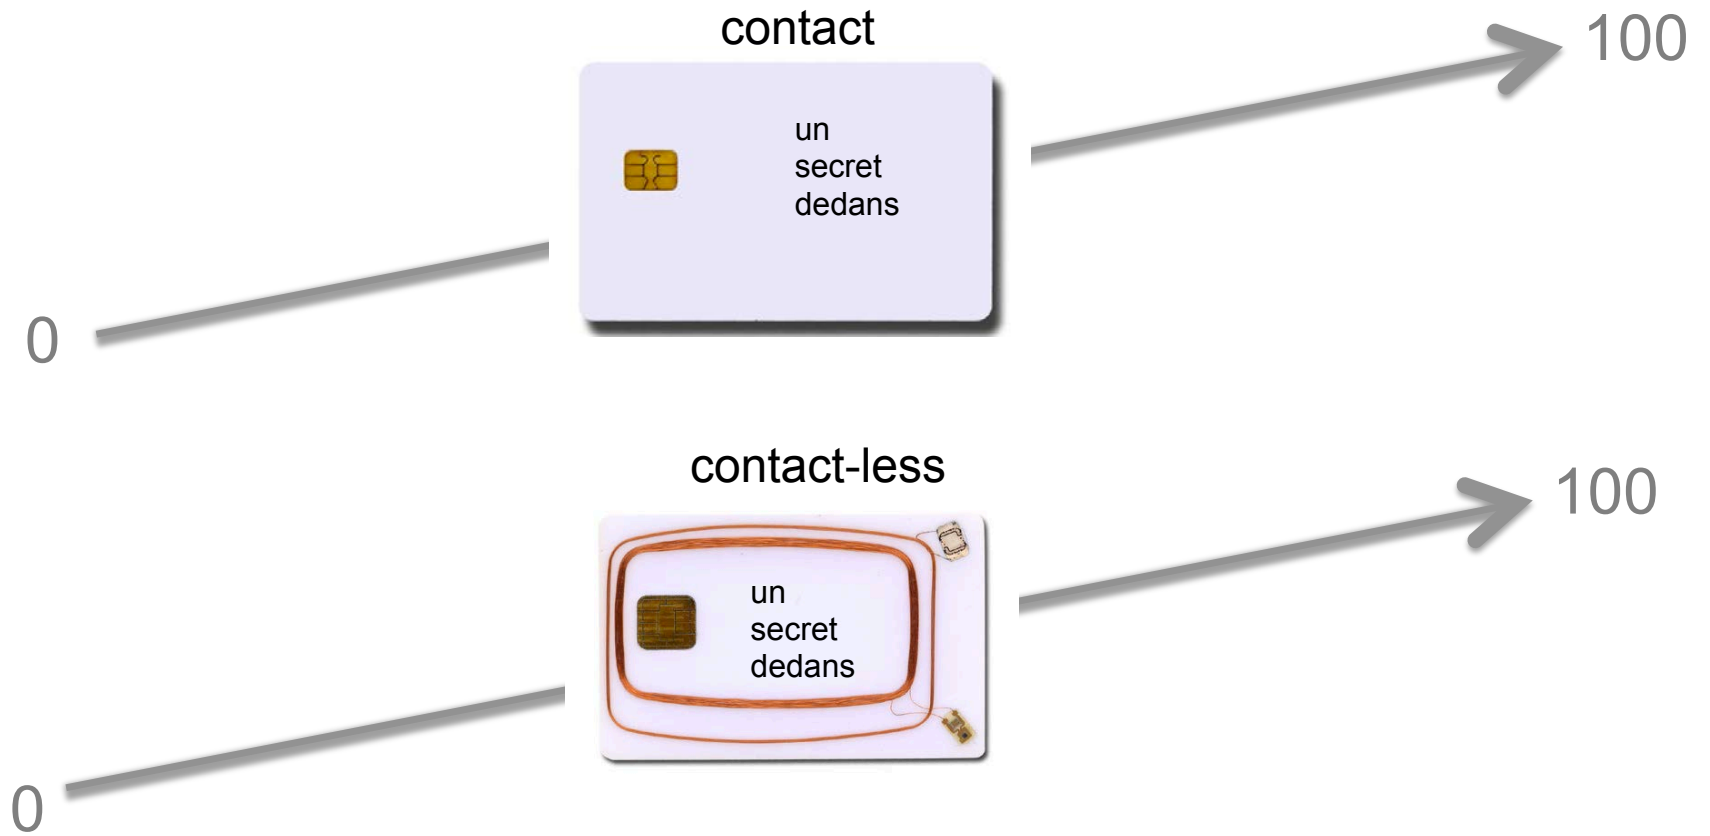 contact
100
un
secret
dedans
0
contact-less
100
un
secret
dedans
0